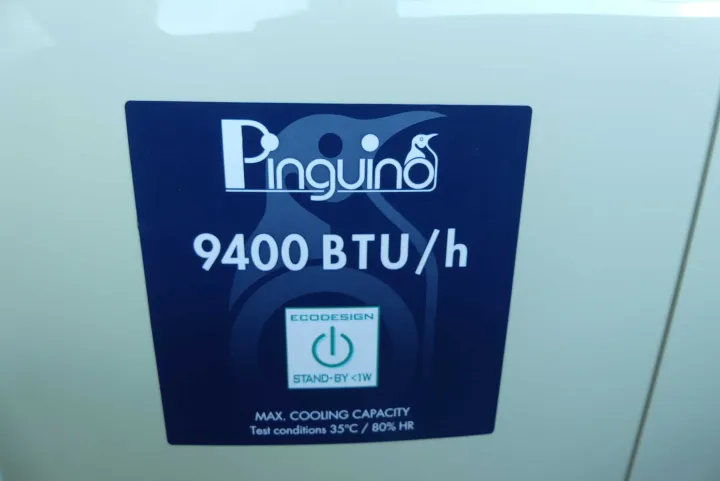 Pinguino
9400 BTU/h
ECODESIGN
STAND-BY <1W
MAX. COOLING CAPACITY
Test conditions 35°C / 80% HR